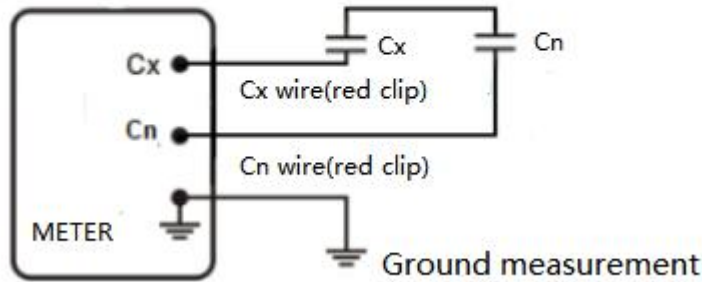 Cx
Cx
Cn
Cx wire(red clip)
Cn
Cn wire(red clip)
METER
Ground measurement